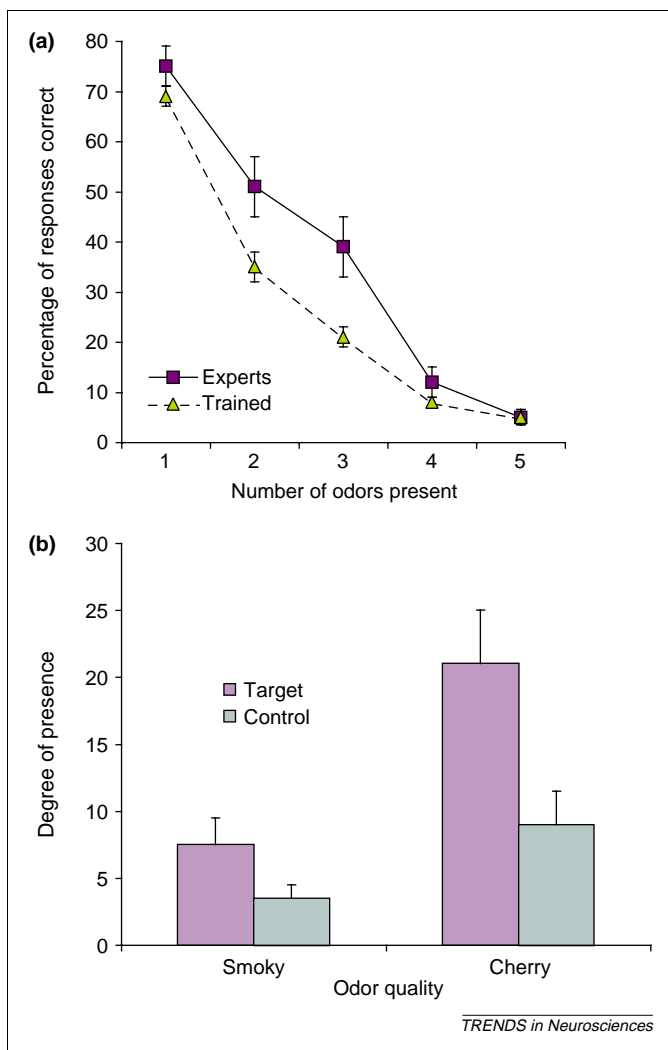 (a)
80
70
60
50
40
30
20
10
0
Percentage of responses correct
Experts
Trained
1 2 3 4 5
Number of odors present
(b)
30
25
20
15
10
5
0
Degree of presence
Target
Control
Smoky Cherry
Odor quality
TRENDS in Neurosciences